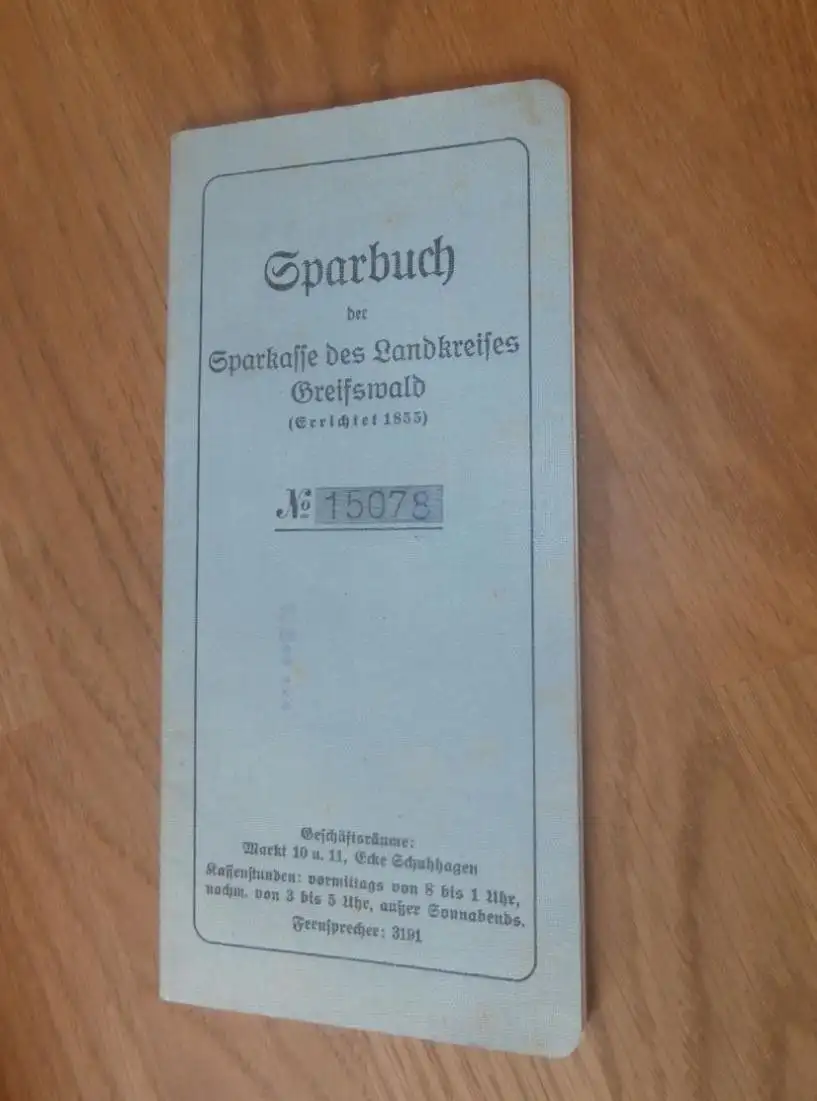 Sparbuch
der
Sparkasse des Landkreises
Greifswald
(Errichtet 1855)
№ 15078
Geschäftsräume:
Markt 10 u. 11, Ecke Schuhhagen
Kassenstunden: vormittags von 8 bis 1 Uhr,
nachm. von 3 bis 5 Uhr, außer Sonnabends.
Fernsprecher: 3191